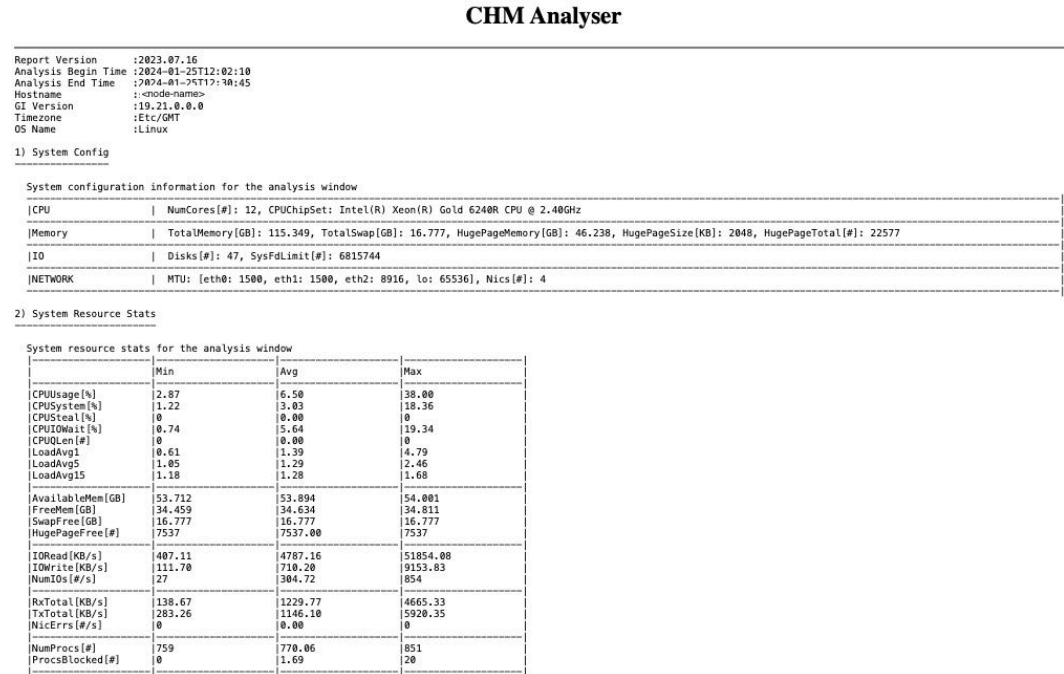 CHM Analyser
Report Version :2023.07.16
Analysis Begin Time :2024-01-25T12:02:10
Analysis End Time :2024-01-25T12:30:45
Hostname :<node-name>
GI Version :19.21.0.0.0
Timezone :Etc/GMT
OS Name :Linux
1) System Config
System configuration information for the analysis window
|CPU | NumCores[#]: 12, CPUChipSet: Intel(R) Xeon(R) Gold 6240R CPU @ 2.40GHz
|Memory | TotalMemory[GB]: 115.349, TotalSwap[GB]: 16.777, HugePageMemory[GB]: 46.238, HugePageSize[KB]: 2048, HugePageTotal[#]: 22577
|IO | Disks[#]: 47, SysFdLimit[#]: 6815744
|NETWORK | MTU: [eth0: 1500, eth1: 1500, eth2: 8916, lo: 65536], Nics[#]: 4
2) System Resource Stats
System resource stats for the analysis window
| |Min |Avg |Max |
|CPUUsage[%] |2.87 |6.50 |38.00 |
|CPUSystem[%] |1.22 |3.03 |18.36 |
|CPUSteal[%] |0 |0.00 |0 |
|CPUIOWait[%] |0.74 |5.64 |19.34 |
|CPUQLen[#] |0 |0.00 |0 |
|LoadAvg1 |0.61 |1.39 |4.79 |
|LoadAvg5 |1.05 |1.29 |2.46 |
|LoadAvg15 |1.18 |1.28 |1.68 |
|AvailableMem[GB] |53.712 |53.894 |54.001 |
|FreeMem[GB] |34.459 |34.634 |34.811 |
|SwapFree[GB] |16.777 |16.777 |16.777 |
|HugePageFree[#] |7537 |7537.00 |7537 |
|IORead[KB/s] |407.11 |4787.16 |51854.08 |
|IOWrite[KB/s] |111.70 |710.20 |9153.83 |
|NumIOs[#/s] |27 |304.72 |854 |
|RxTotal[KB/s] |138.67 |1229.77 |4665.33 |
|TxTotal[KB/s] |283.26 |1146.10 |5920.35 |
|NicErrs[#/s] |0 |0.00 |0 |
|NumProcs[#] |759 |770.06 |851 |
|ProcsBlocked[#] |0 |1.69 |20 |